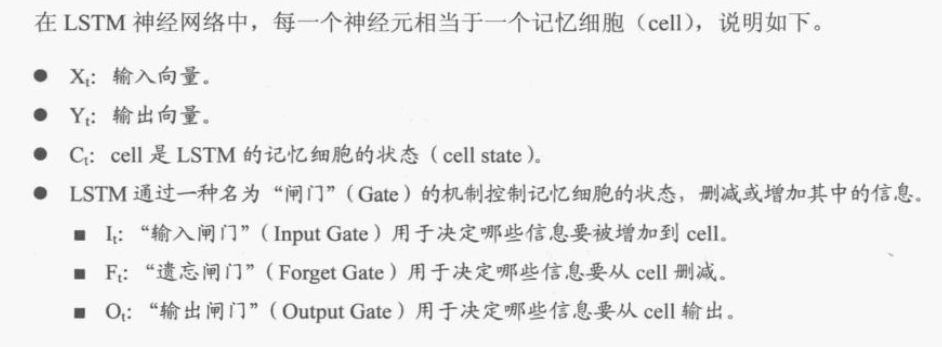 在 LSTM 神经网络中，每一个神经元相当于一个记忆细胞（cell），说明如下。
● Xt：输入向量。
● Yt：输出向量。
● Ct：cell 是 LSTM 的记忆细胞的状态（cell state）。
● LSTM 通过一种名为“闸门”（Gate）的机制控制记忆细胞的状态，删减或增加其中的信息。
■ It：“输入闸门”（Input Gate）用于决定哪些信息要被增加到 cell。
■ Ft：“遗忘闸门”（Forget Gate）用于决定哪些信息要从 cell 删减。
■ Ot：“输出闸门”（Output Gate）用于决定哪些信息要从 cell 输出。